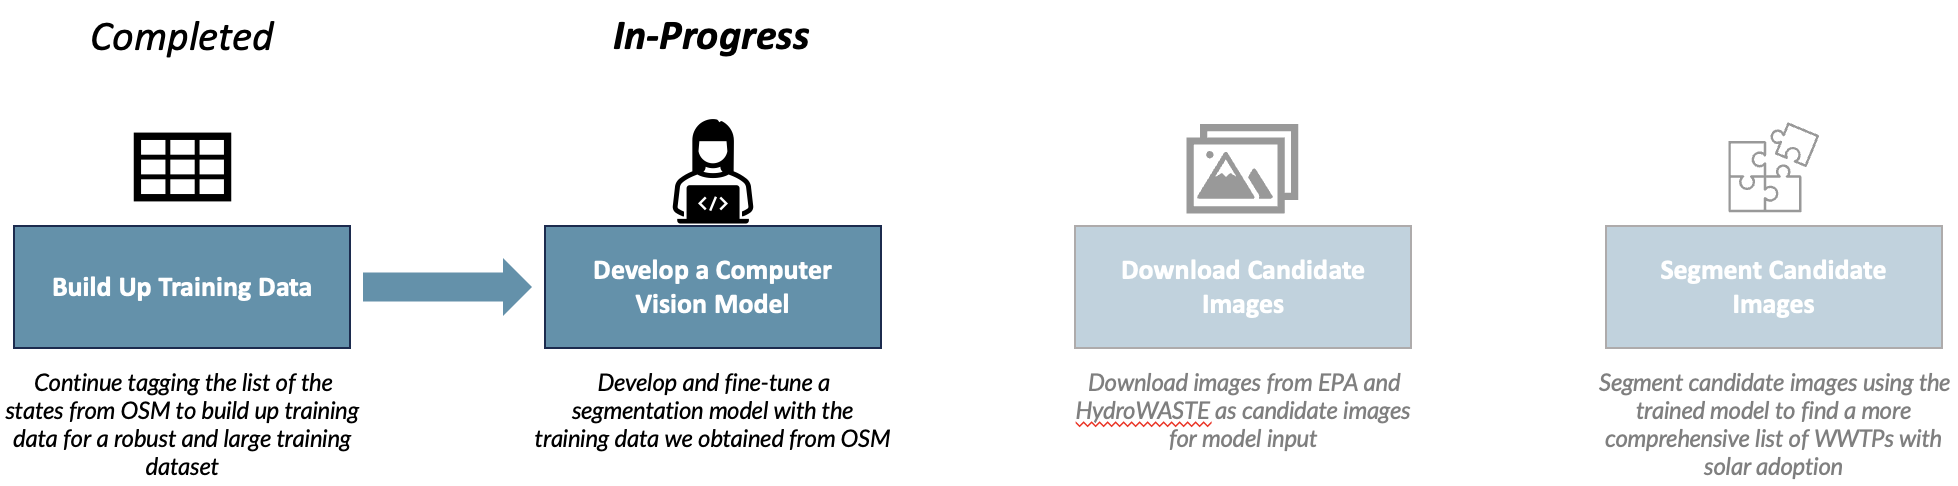 Completed
In-Progress
</>
Build Up Training Data
Develop a Computer
Vision Model
Download Candidate
Images
Segment Candidate
Images
Continue tagging the list of the
states from OSM to build up training
data for a robust and large training
dataset
Develop and fine-tune a
segmentation model with the
training data we obtained from OSM
Download images from EPA and
HydroWASTE as candidate images
for model input
Segment candidate images using the
trained model to find a more
comprehensive list of WWTPs with
solar adoption